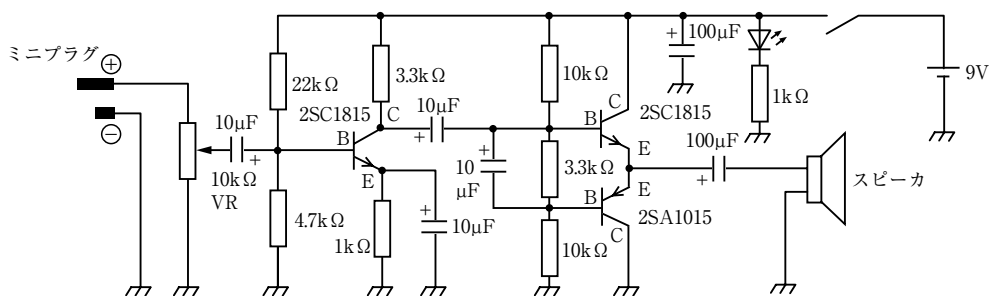 ミニプラグ
⊕
⊖
10μF
+
10kΩ
VR
22kΩ
4.7kΩ
3.3kΩ
2SC1815
C
B
E
1kΩ
+
10μF
10μF
+
+
10
μF
10kΩ
3.3kΩ
10kΩ
C
2SC1815
B
E
E
B
2SA1015
C
+
100μF
1kΩ
100μF
+
スピーカ
9V